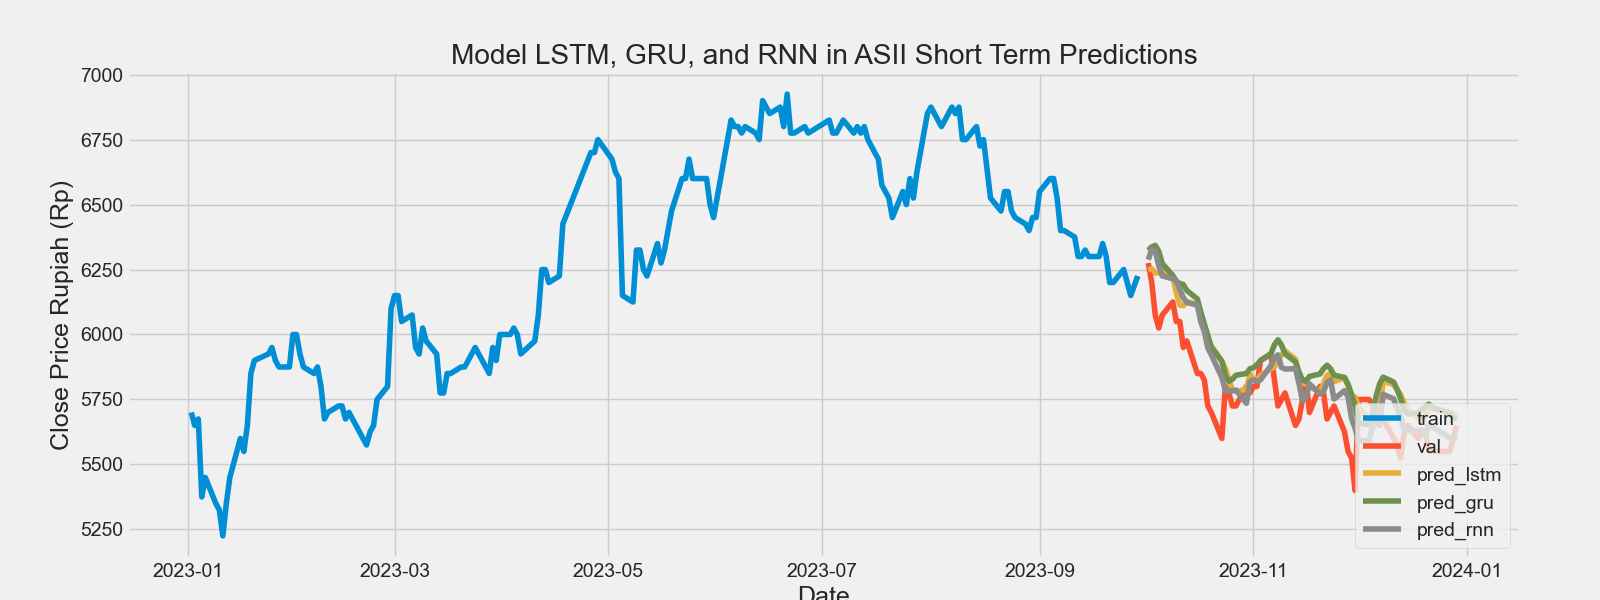 Model LSTM, GRU, and RNN in ASII Short Term Predictions
Close Price Rupiah (Rp)
7000
6750
6500
6250
6000
5750
5500
5250
train
val
pred_lstm
pred_gru
pred_rnn
2023-01
2023-03
2023-05
2023-07
2023-09
2023-11
2024-01
Date